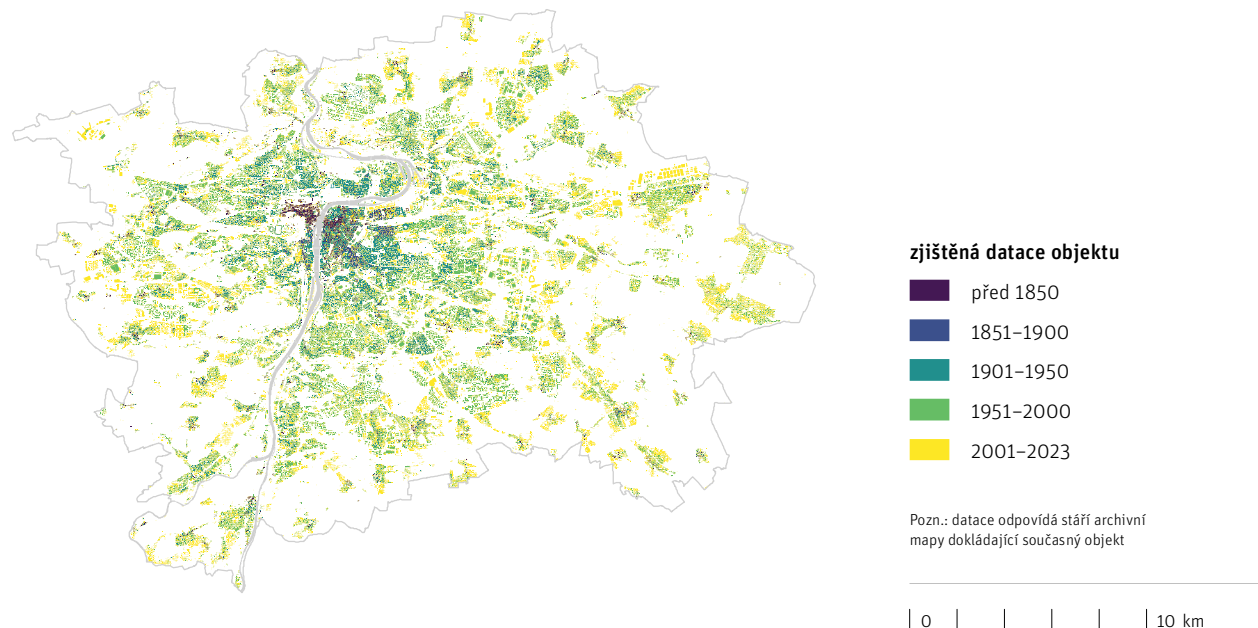 zjištěná datace objektu
před 1850
1851–1900
1901–1950
1951–2000
2001–2023
Pozn.: datace odpovídá stáří archivní
mapy dokládající současný objekt
0 10 km